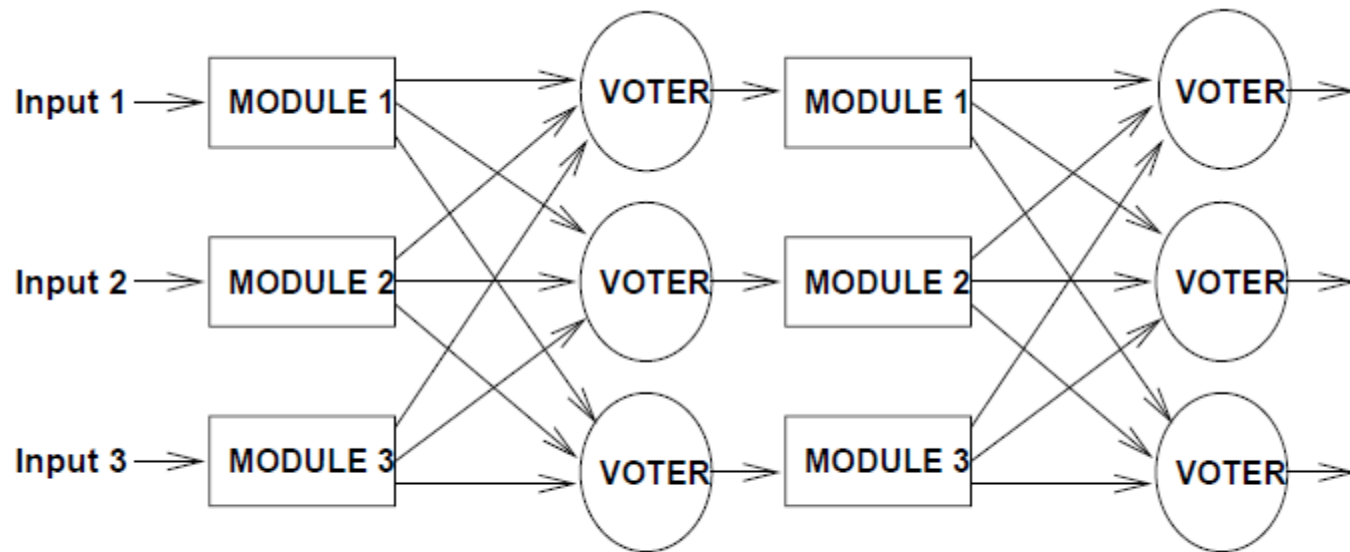 Input 1 MODULE 1 VOTER MODULE 1 VOTER
Input 2 MODULE 2 VOTER MODULE 2 VOTER
Input 3 MODULE 3 VOTER MODULE 3 VOTER